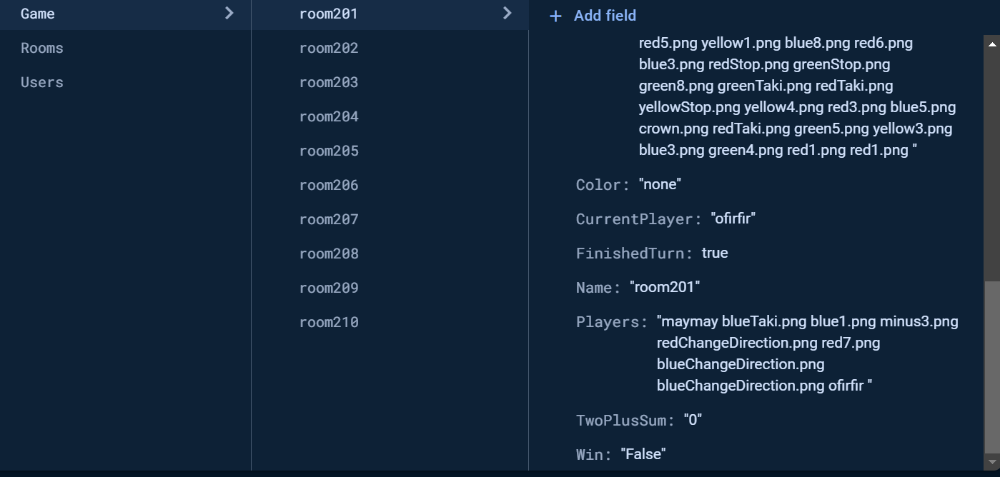 Game
Rooms
Users
room201
room202
room203
room204
room205
room206
room207
room208
room209
room210
+ Add field
red5.png yellow1.png blue8.png red6.png
blue3.png redStop.png greenStop.png
green8.png greenTaki.png redTaki.png
yellowStop.png yellow4.png red3.png blue5.png
crown.png redTaki.png green5.png yellow3.png
blue3.png green4.png red1.png red1.png "
Color: "none"
CurrentPlayer: "ofirfir"
FinishedTurn: true
Name: "room201"
Players: "maymay blueTaki.png blue1.png minus3.png
redChangeDirection.png red7.png
blueChangeDirection.png
blueChangeDirection.png ofirfir "
TwoPlusSum: "0"
Win: "False"